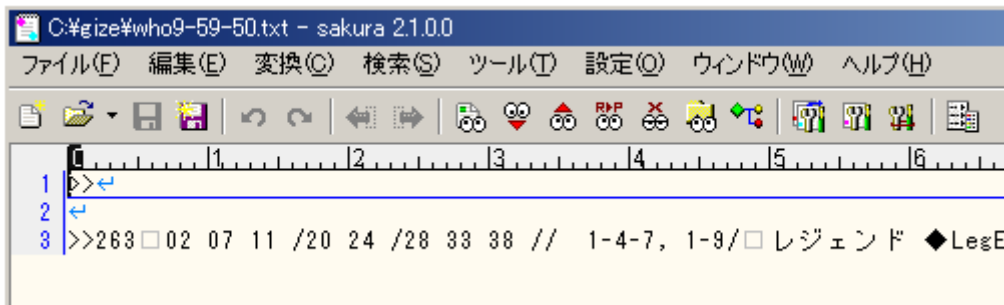 C:¥gize¥who9-59-50.txt - sakura 2.1.0.0
ファイル(F) 編集(E) 変換(C) 検索(S) ツール(T) 設定(O) ウィンドウ(W) ヘルプ(H)
0 1 2 3 4 5 6
1 >>↵
2 ↵
3 >>263□02 07 11 /20 24 /28 33 38 // 1-4-7, 1-9/□レジェンド ◆LegE